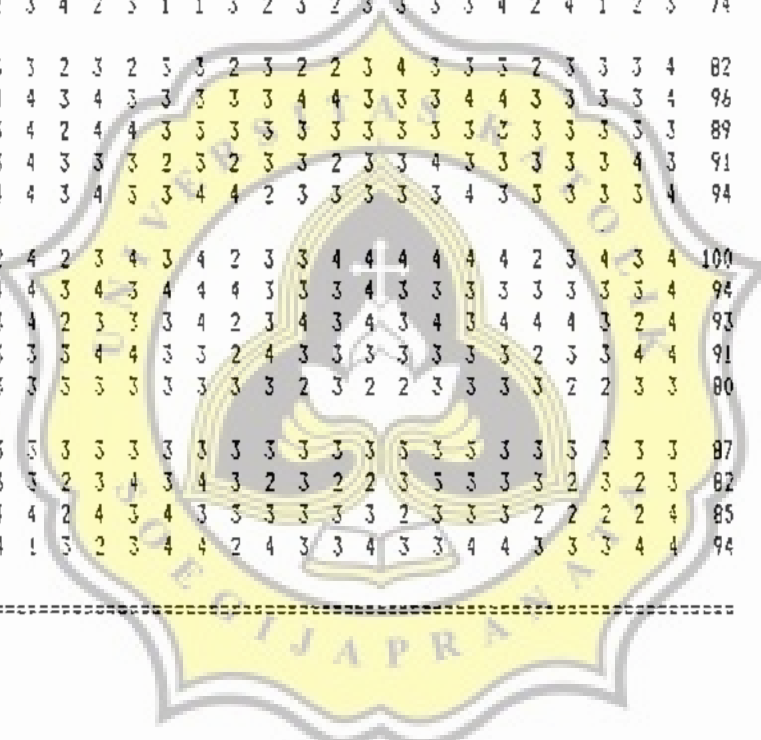 3 4 2 3 1 1 3 2 3 2 3 3 3 3 4 2 4 1 2 3 74
3 2 3 2 3 3 2 3 2 2 3 4 3 3 3 2 3 3 3 4 82
4 3 4 3 3 3 3 3 4 4 3 3 3 4 4 3 3 3 3 4 96
4 2 4 4 3 3 3 3 3 3 3 3 3 3 3 3 3 3 3 3 89
4 3 3 3 2 3 2 3 3 2 3 3 4 3 3 3 3 3 4 3 91
4 3 4 3 3 4 4 2 3 3 3 3 3 4 3 3 3 3 3 4 94
4 2 3 4 3 4 2 3 3 4 4 4 4 4 4 2 3 4 3 4 100
4 3 4 3 4 4 4 3 3 3 4 3 3 3 3 3 3 3 3 4 94
4 2 3 3 3 4 2 3 4 3 4 3 4 3 4 4 4 3 2 4 93
3 3 4 4 3 3 2 4 3 3 3 3 3 3 3 2 3 3 4 4 91
3 3 3 3 3 3 3 3 3 2 3 2 2 3 3 3 3 2 2 3 3 80
3 3 3 3 3 3 3 3 3 3 3 3 3 3 3 3 3 3 3 3 87
3 2 3 4 3 4 3 2 3 2 2 3 3 3 3 3 2 3 2 3 82
4 2 4 3 4 3 3 3 3 3 3 2 3 3 3 2 2 2 2 4 85
1 3 2 3 4 4 2 4 3 3 4 3 3 4 4 3 3 3 4 4 94
UNIVERSITAS KATOLIK
SOEGIJAPRANATA